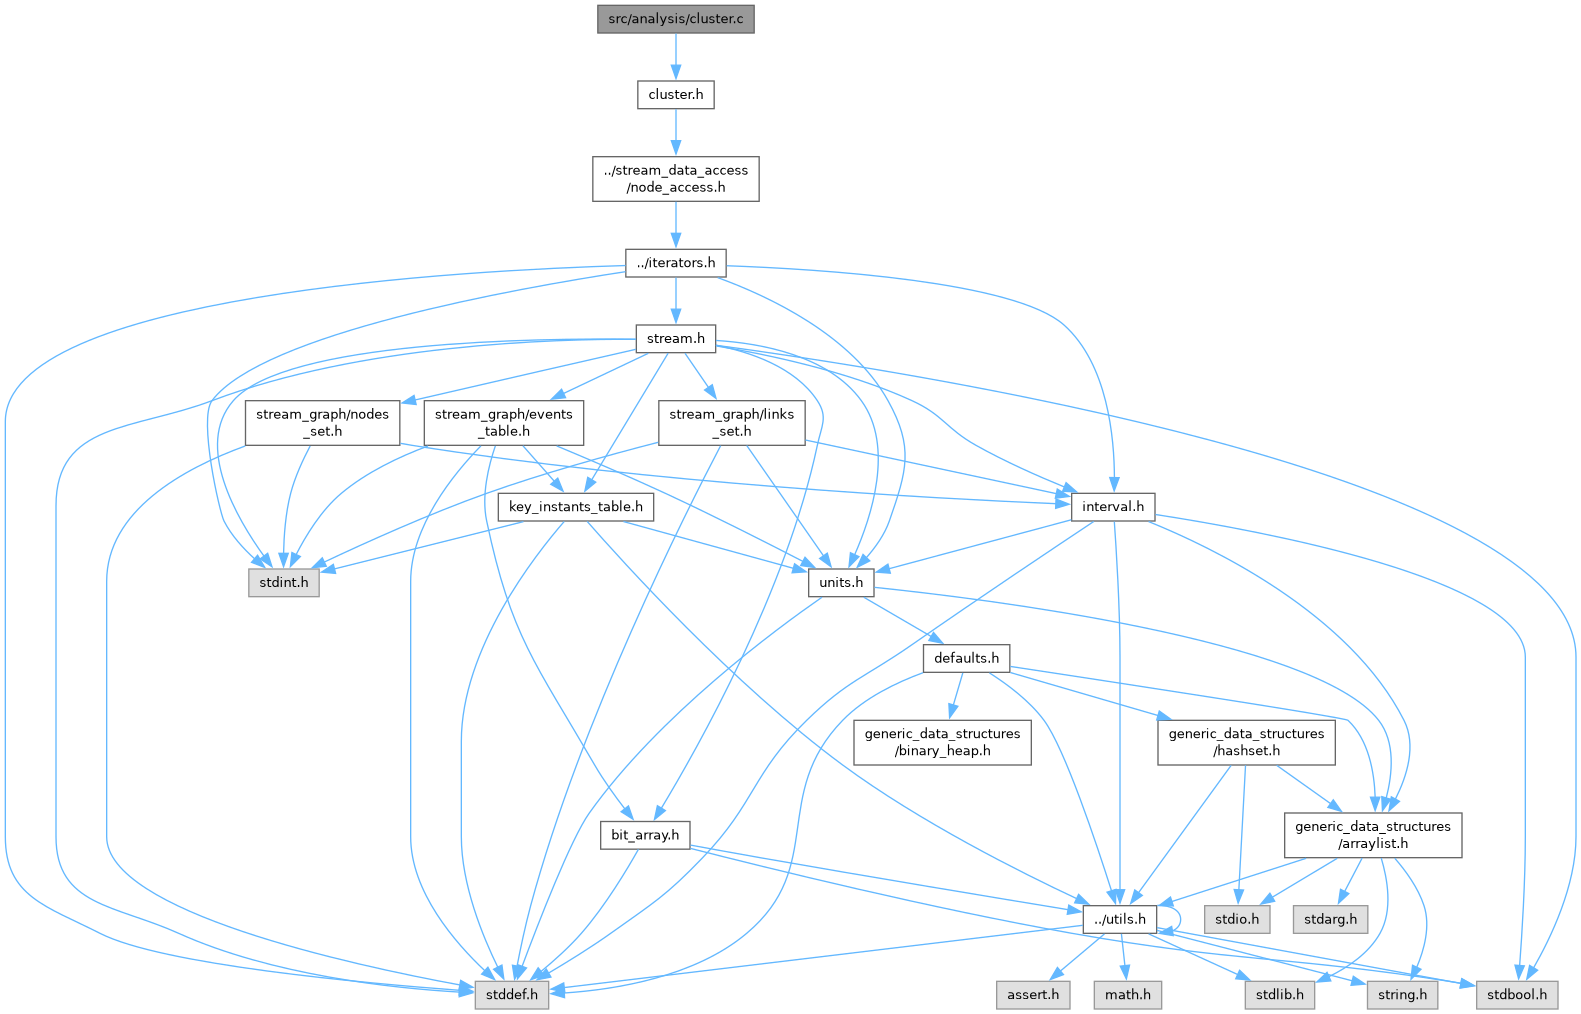 src/analysis/cluster.c
cluster.h
../stream_data_access
/node_access.h
../iterators.h
stream.h
stream_graph/nodes
_set.h
stream_graph/events
_table.h
stream_graph/links
_set.h
key_instants_table.h
interval.h
stdint.h
units.h
defaults.h
generic_data_structures
/binary_heap.h
generic_data_structures
/hashset.h
bit_array.h
generic_data_structures
/arraylist.h
../utils.h
stdio.h
stdarg.h
stddef.h
assert.h
math.h
stdlib.h
string.h
stdbool.h